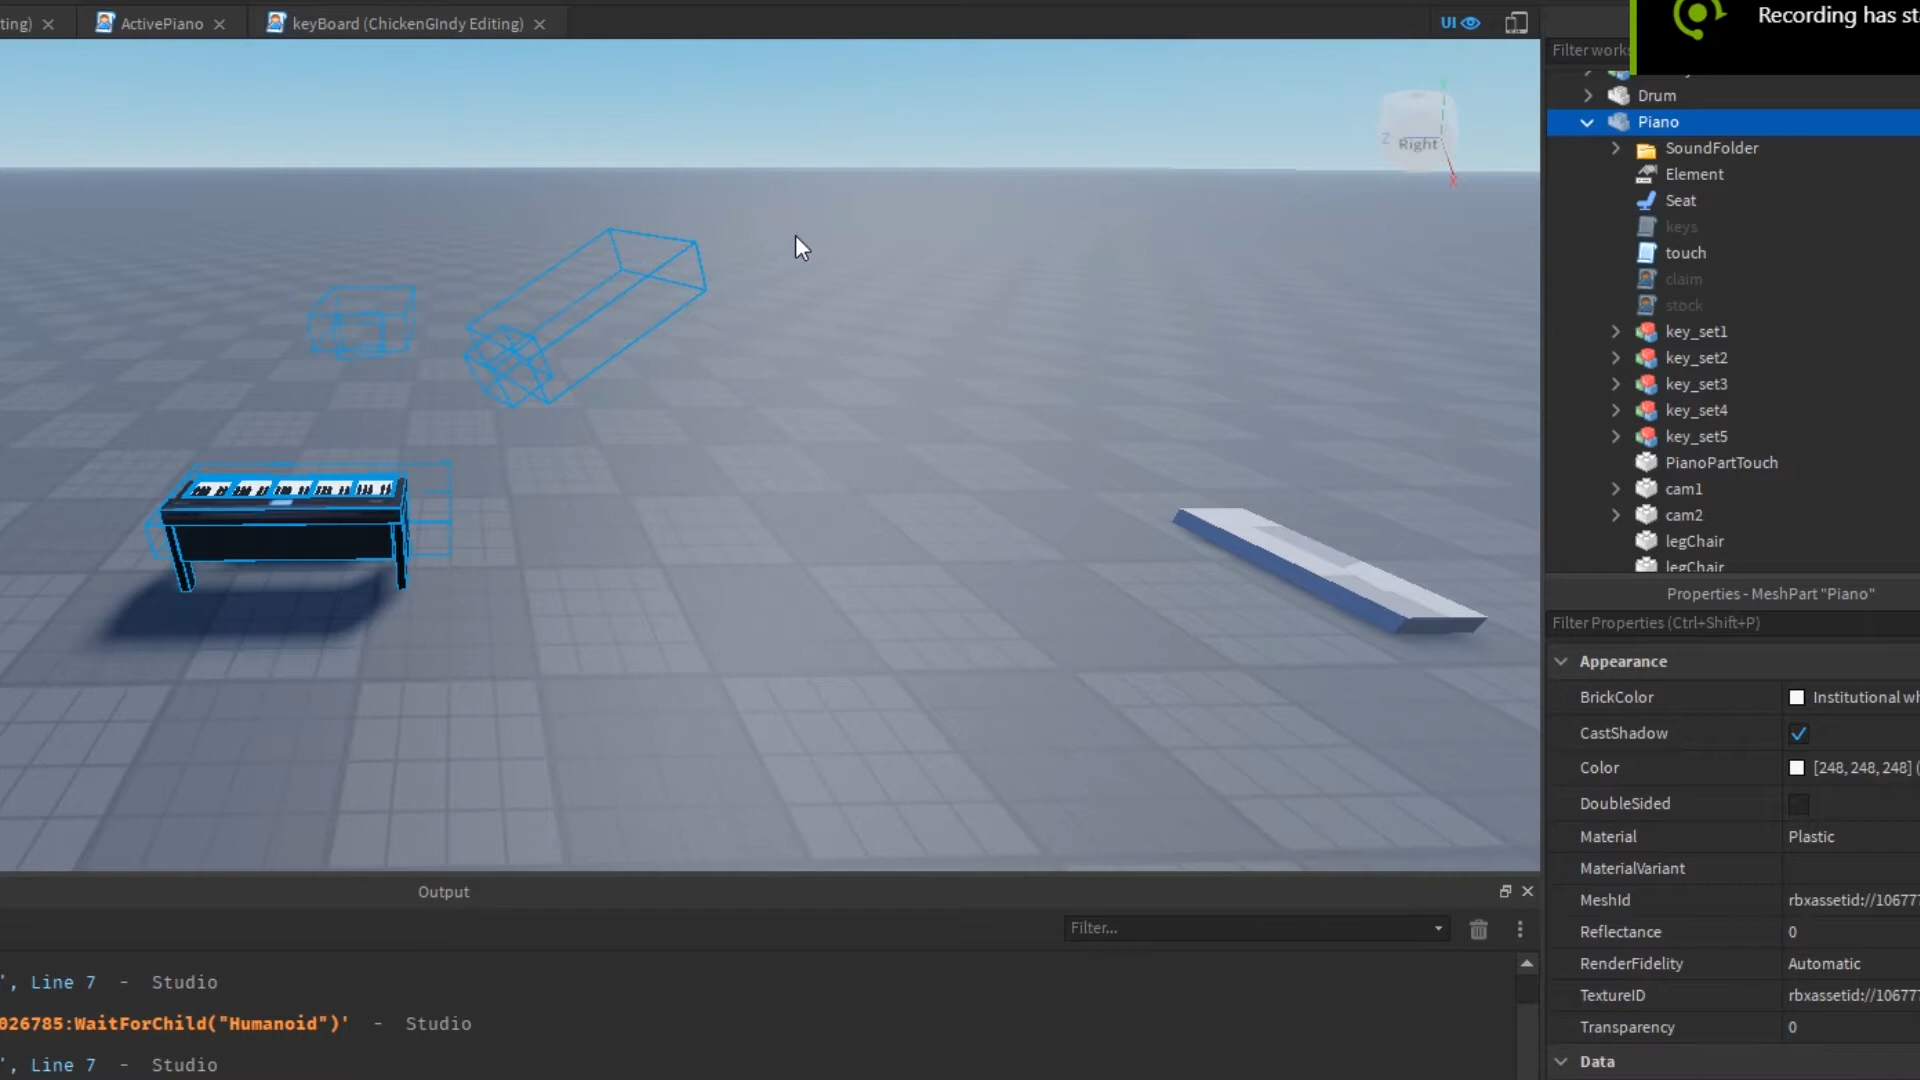 ting)
ActivePiano
keyBoard (ChickenGIndy Editing)
UI
Recording has st
Filter works
Drum
Piano
SoundFolder
Element
Seat
keys
touch
claim
stock
key_set1
key_set2
key_set3
key_set4
key_set5
PianoPartTouch
cam1
cam2
legChair
legChair
Z
Right
X
Properties - MeshPart "Piano"
Filter Properties (Ctrl+Shift+P)
Appearance
BrickColor
Institutional wh
CastShadow
Color
[248, 248, 248] (
DoubleSided
Material
Plastic
MaterialVariant
MeshId
rbxassetid://10677
Reflectance
0
RenderFidelity
Automatic
TextureID
rbxassetid://10677
Transparency
0
Data
Output
Filter...
', Line 7 - Studio
026785:WaitForChild("Humanoid")' - Studio
', Line 7 - Studio